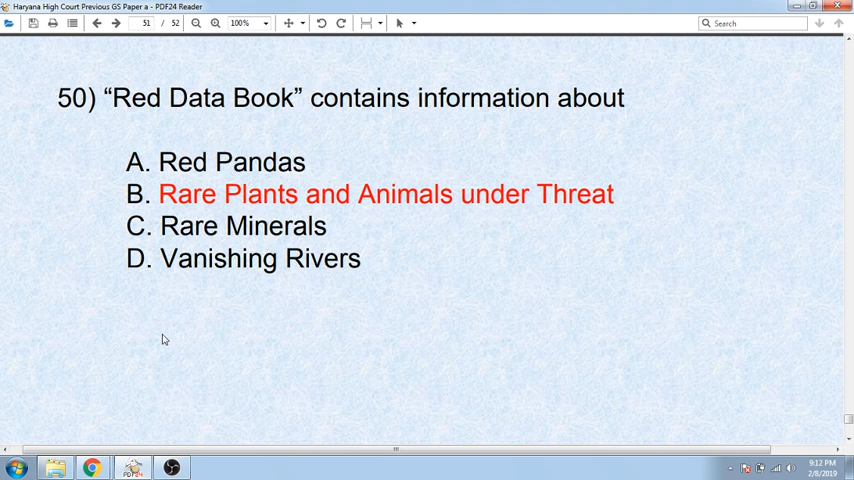 Haryana High Court Previous GS Paper a - PDF24 Reader
51 / 52
100%
Search
50) “Red Data Book” contains information about
A. Red Pandas
B. Rare Plants and Animals under Threat
C. Rare Minerals
D. Vanishing Rivers
PDF24
9:12 PM
2/8/2019